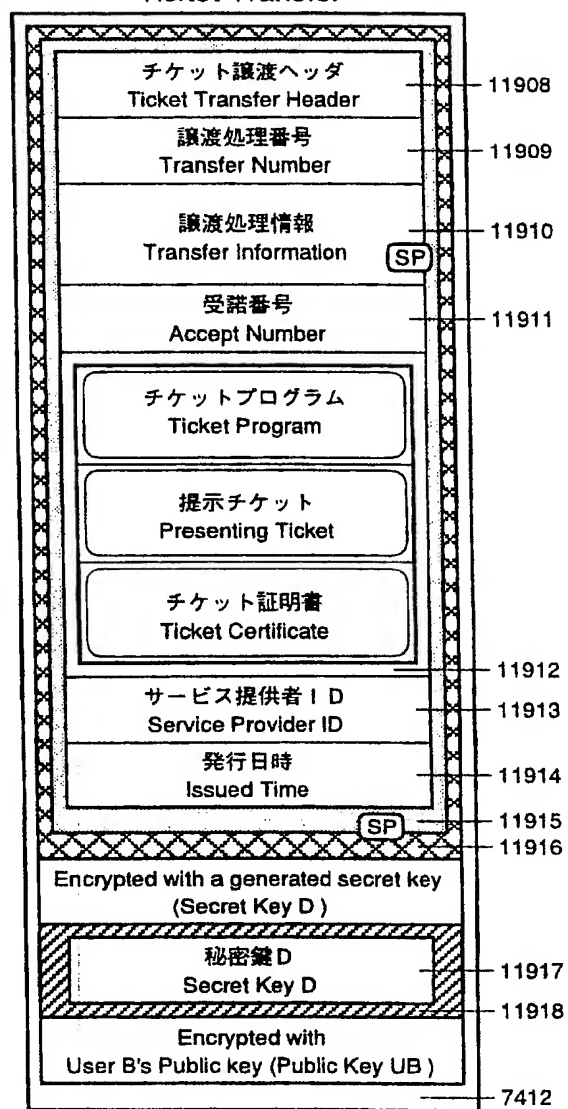 Ticket Transfer
チケット譲渡ヘッダ
Ticket Transfer Header
11908
譲渡処理番号
Transfer Number
11909
譲渡処理情報
Transfer Information
SP
11910
受諾番号
Accept Number
11911
チケットプログラム
Ticket Program
提示チケット
Presenting Ticket
チケット証明書
Ticket Certificate
11912
サービス提供者ID
Service Provider ID
11913
発行日時
Issued Time
11914
SP
11915
11916
Encrypted with a generated secret key
(Secret Key D )
秘密鍵D
Secret Key D
11917
11918
Encrypted with
User B's Public key (Public Key UB )
7412